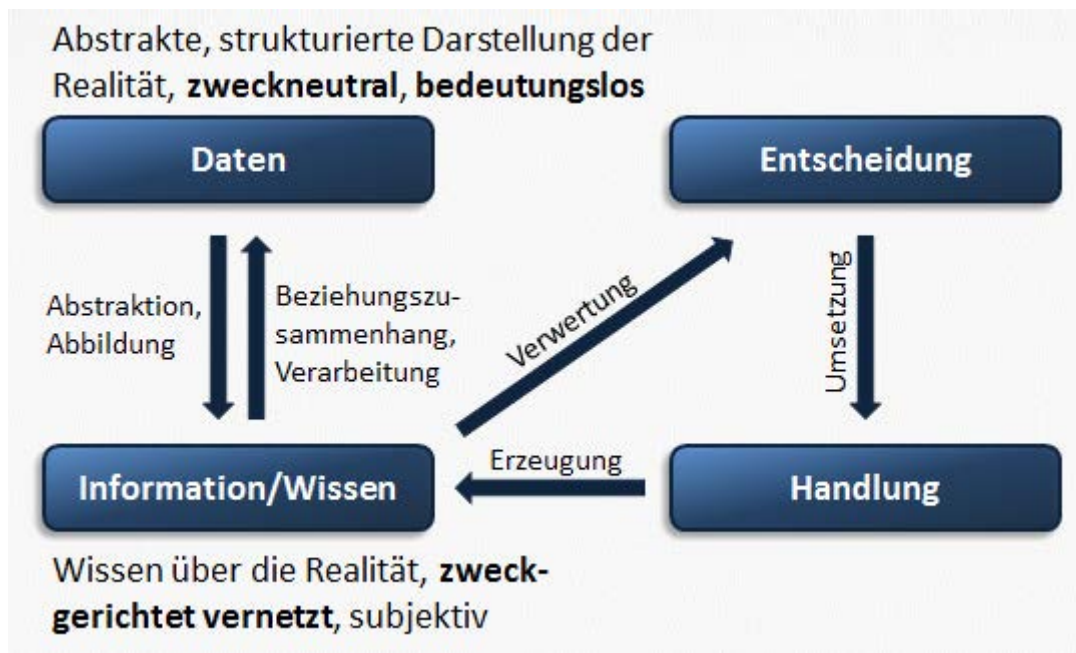 Abstrakte, strukturierte Darstellung der
Realität, zweckneutral, bedeutungslos
Daten
Entscheidung
Abstraktion,
Abbildung
Beziehungszu-
sammenhang,
Verarbeitung
Verwertung
Umsetzung
Erzeugung
Information/Wissen
Handlung
Wissen über die Realität, zweck-
gerichtet vernetzt, subjektiv